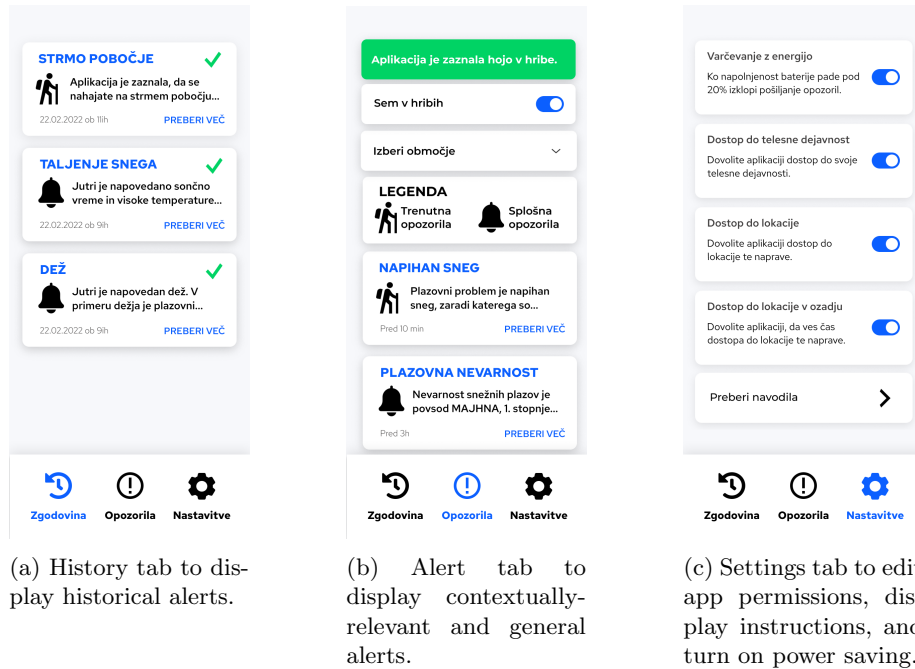 STRMO POBOČJE
Aplikacija je zaznala, da se
nahajate na strmem pobočju...
22.02.2022 ob 11ih
PREBERI VEČ
TALJENJE SNEGA
Jutri je napovedano sončno
vreme in visoke temperature...
22.02.2022 ob 9ih
PREBERI VEČ
DEŽ
Jutri je napovedan dež. V
primeru dežja je plazovni...
22.02.2022 ob 9ih
PREBERI VEČ
Zgodovina
Opozorila
Nastavitve
(a) History tab to dis-
play historical alerts.
Aplikacija je zaznala hojo v hribe.
Sem v hribih
Izberi območje
LEGENDA
Trenutna
opozorila
Splošna
opozorila
NAPIHAN SNEG
Plazovni problem je napihan
sneg, zaradi katerega so...
Pred 10 min
PREBERI VEČ
PLAZOVNA NEVARNOST
Nevarnost snežnih plazov je
povsod MAJHNA, 1. stopnje...
Pred 3h
PREBERI VEČ
Zgodovina
Opozorila
Nastavitve
(b) Alert tab to
display contextually-
relevant and general
alerts.
Varčevanje z energijo
Ko napolnjenost baterije pade pod
20% izklopi pošiljanje opozoril.
Dostop do telesne dejavnost
Dovolite aplikaciji dostop do svoje
telesne dejavnosti.
Dostop do lokacije
Dovolite aplikaciji dostop do
lokacije te naprave.
Dostop do lokacije v ozadju
Dovolite aplikaciji, da ves čas
dostopa do lokacije te naprave.
Preberi navodila
Zgodovina
Opozorila
Nastavitve
(c) Settings tab to edit
app permissions, dis-
play instructions, and
turn on power saving.